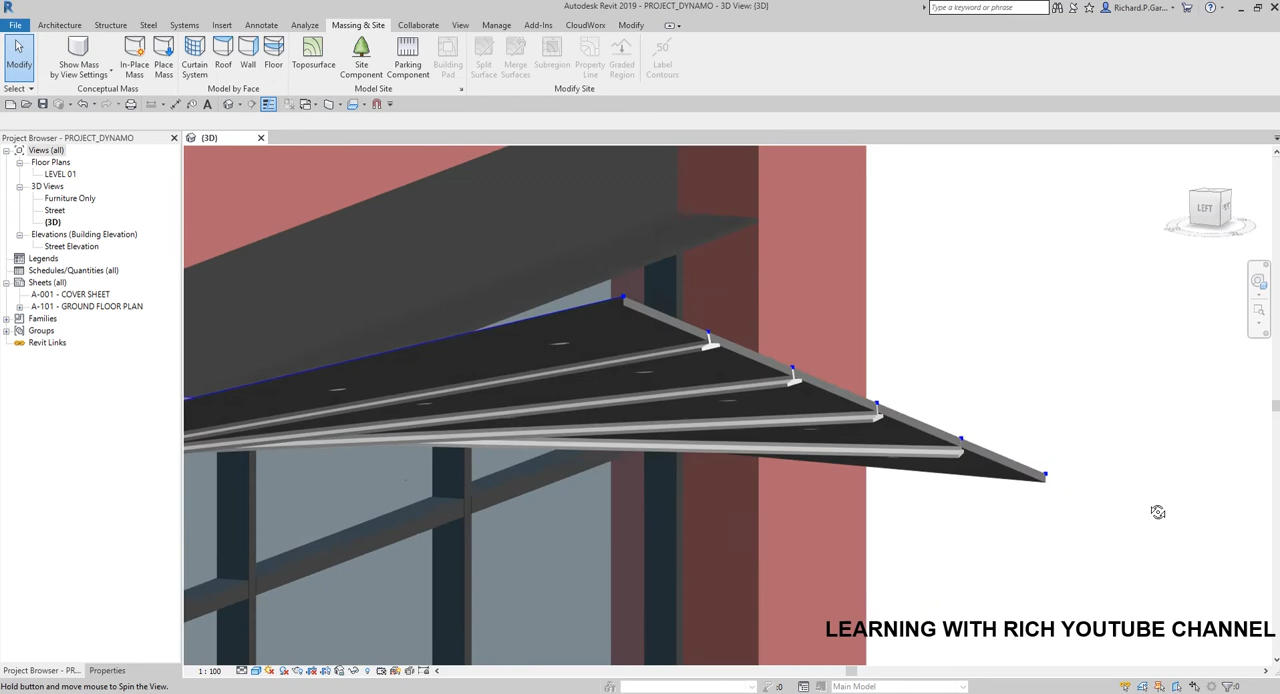 Autodesk Revit 2019 - PROJECT_DYNAMO - 3D View: {3D}
Type a keyword or phrase
Richard.P.Gar...
File Architecture Structure Steel Systems Insert Annotate Analyze Massing & Site Collaborate View Manage Add-Ins CloudWorx Modify
Modify
Show Mass
by View Settings
In-Place
Mass
Place
Mass
Curtain
System
Roof
Wall
Floor
Toposurface
Site
Component
Parking
Component
Building
Pad
Split
Surface
Merge
Surfaces
Subregion
Property
Line
Graded
Region
50
Label
Contours
Select
Conceptual Mass
Model by Face
Model Site
Modify Site
Project Browser - PROJECT_DYNAMO
{3D}
Views (all)
Floor Plans
LEVEL 01
3D Views
Furniture Only
Street
{3D}
Elevations (Building Elevation)
Street Elevation
Legends
Schedules/Quantities (all)
Sheets (all)
A-001 - COVER SHEET
A-101 - GROUND FLOOR PLAN
Families
Groups
Revit Links
LEFT
LEARNING WITH RICH YOUTUBE CHANNEL
Project Browser - PR...
Properties
1 : 100
Hold button and move mouse to Spin the View.
:0
Main Model
:0